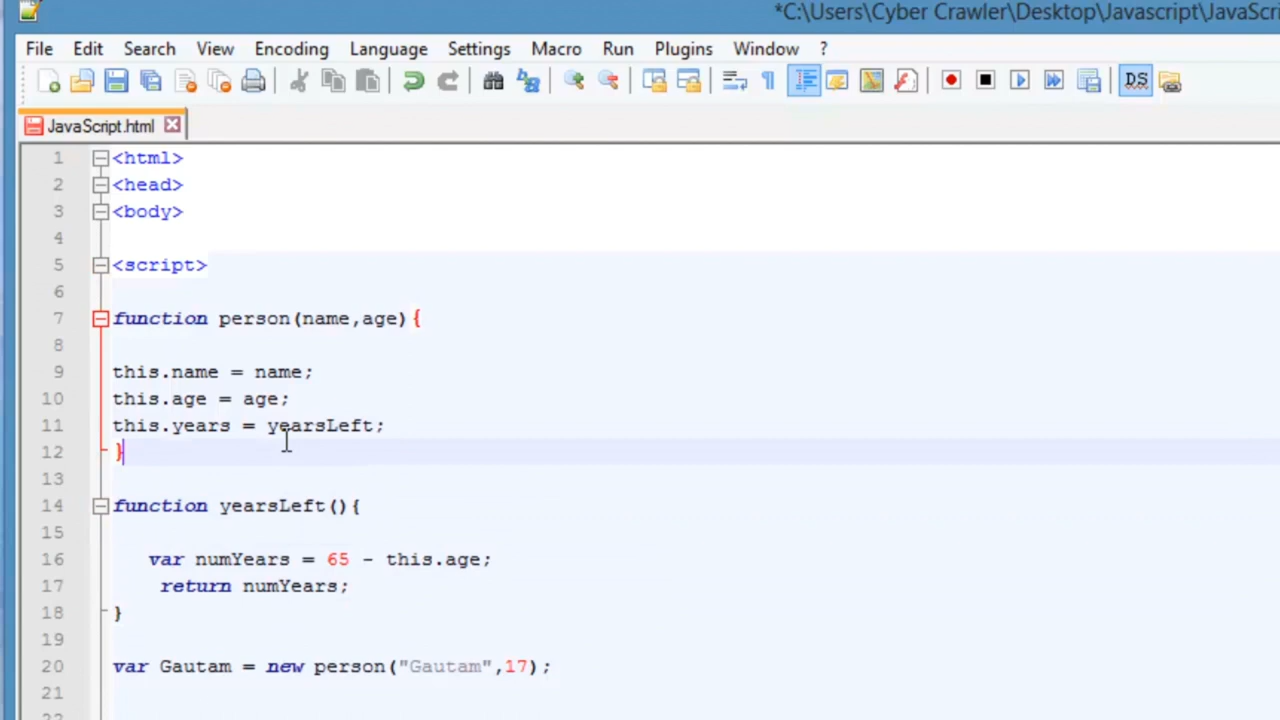 *C:\Users\Cyber Crawler\Desktop\Javascript\JavaScri
File Edit Search View Encoding Language Settings Macro Run Plugins Window ?
DS
JavaScript.html
1 <html>
2 <head>
3 <body>
4
5 <script>
6
7 function person(name,age){
8
9 this.name = name;
10 this.age = age;
11 this.years = yearsLeft;
12 }
13
14 function yearsLeft(){
15
16 var numYears = 65 - this.age;
17 return numYears;
18 }
19
20 var Gautam = new person("Gautam",17);
21
22